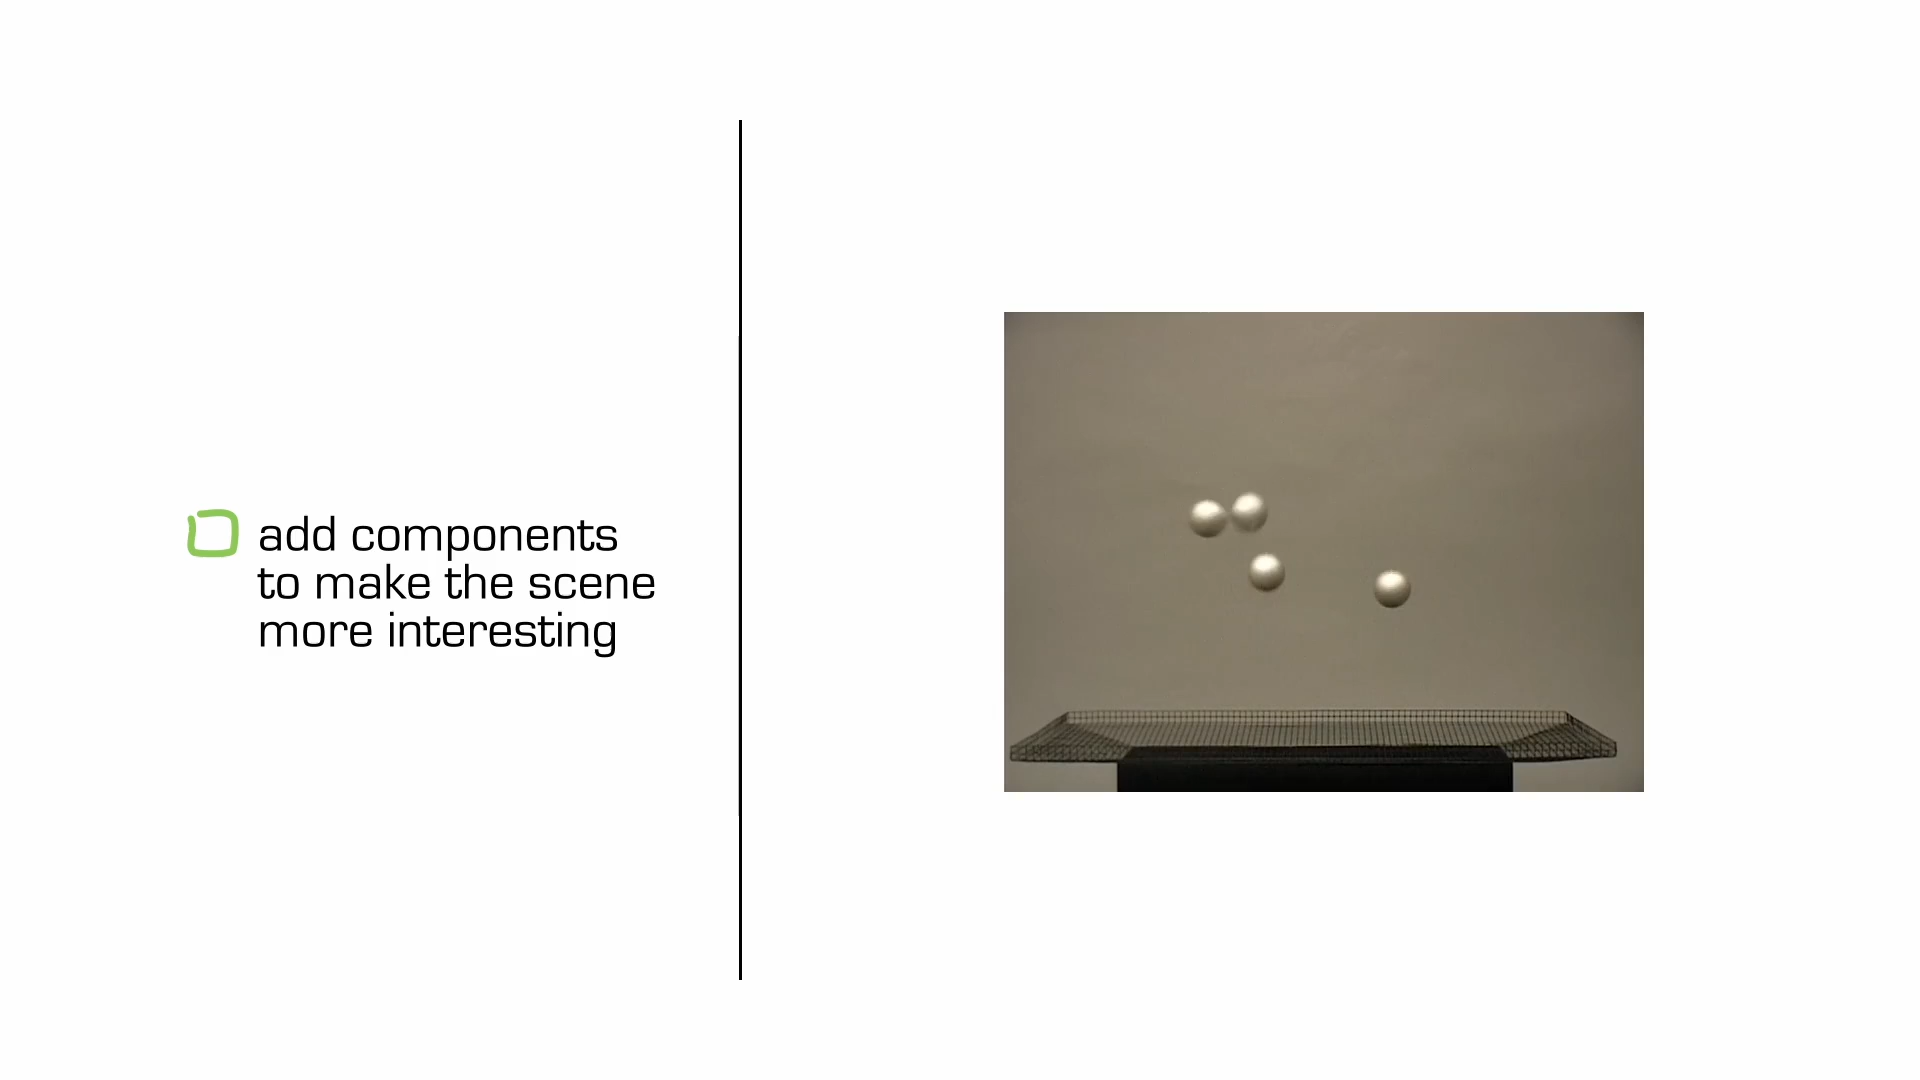 add components
to make the scene
more interesting